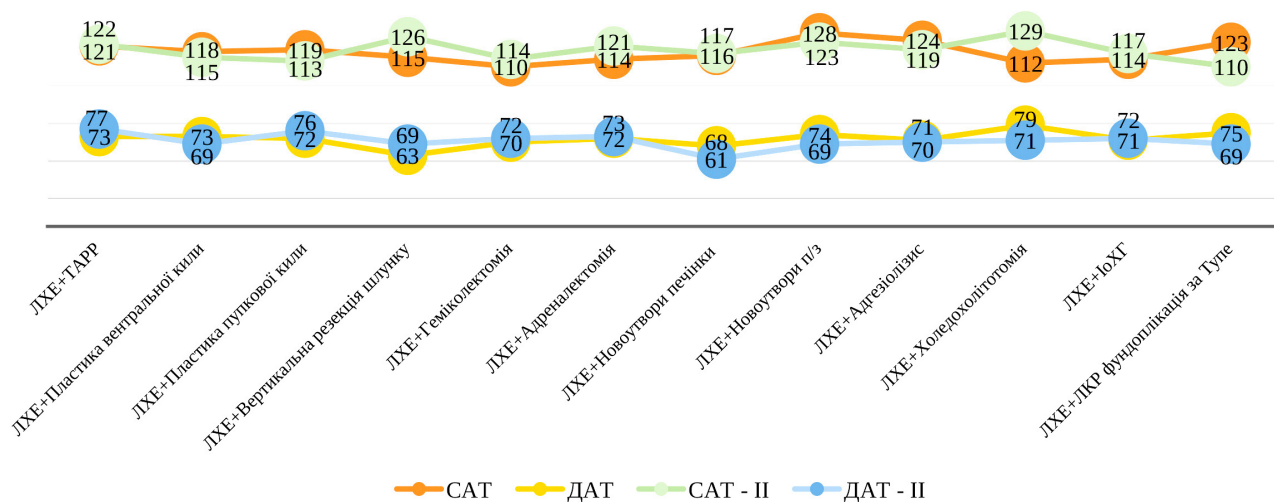 122 118 119 126 114 121 117 128 124 129 117 123
121 115 113 115 110 114 116 123 119 112 114 110
77 73 76 69 72 73 68 74 71 79 72 75
73 69 72 63 70 72 61 69 70 71 71 69
ЛХЕ+ТАРР
ЛХЕ+Пластика вентральної кили
ЛХЕ+Пластика пупкової кили
ЛХЕ+Вертикальна резекція шлунку
ЛХЕ+Геміколектомія
ЛХЕ+Адреналектомія
ЛХЕ+Новоутвори печінки
ЛХЕ+Новоутвори п/з
ЛХЕ+Адгезіолізис
ЛХЕ+Холедохолітотомія
ЛХЕ+ІоХГ
ЛХЕ+ЛКР фундоплікація за Тупе
САТ ДАТ САТ - ІІ ДАТ - ІІ